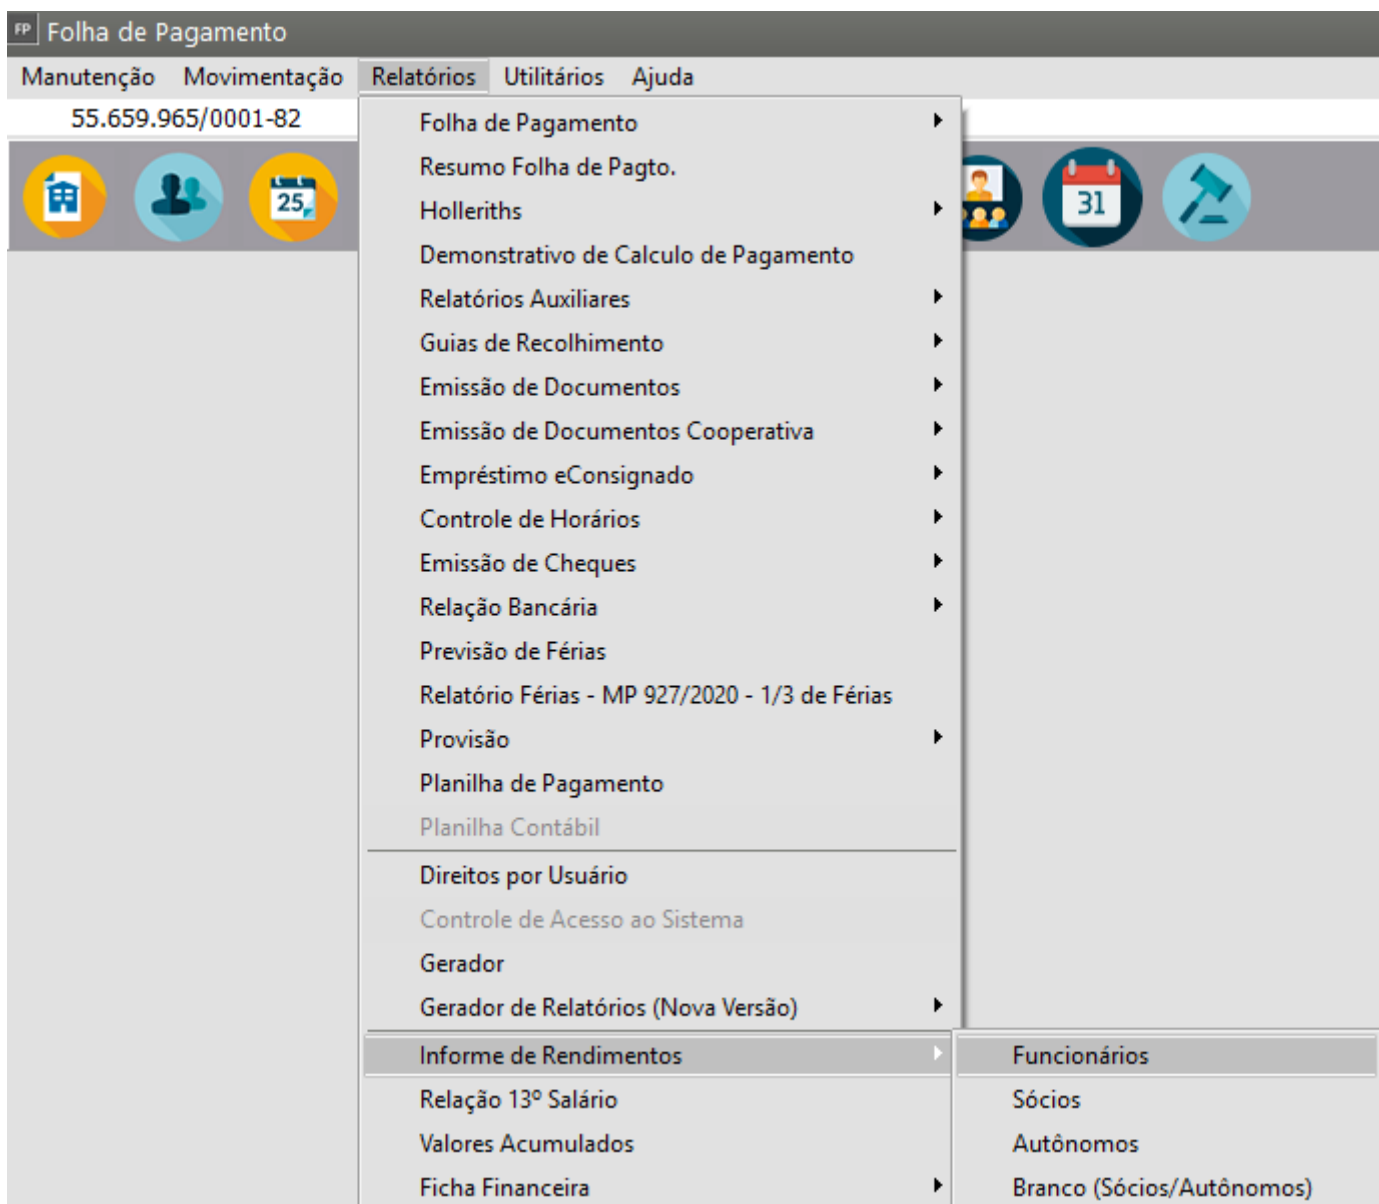 FP Folha de Pagamento
Manutenção Movimentação Relatórios Utilitários Ajuda
55.659.965/0001-82
25
31
Folha de Pagamento
Resumo Folha de Pagto.
Holleriths
Demonstrativo de Calculo de Pagamento
Relatórios Auxiliares
Guias de Recolhimento
Emissão de Documentos
Emissão de Documentos Cooperativa
Empréstimo eConsignado
Controle de Horários
Emissão de Cheques
Relação Bancária
Previsão de Férias
Relatório Férias - MP 927/2020 - 1/3 de Férias
Provisão
Planilha de Pagamento
Planilha Contábil
Direitos por Usuário
Controle de Acesso ao Sistema
Gerador
Gerador de Relatórios (Nova Versão)
Informe de Rendimentos
Relação 13º Salário
Valores Acumulados
Ficha Financeira
Funcionários
Sócios
Autônomos
Branco (Sócios/Autônomos)